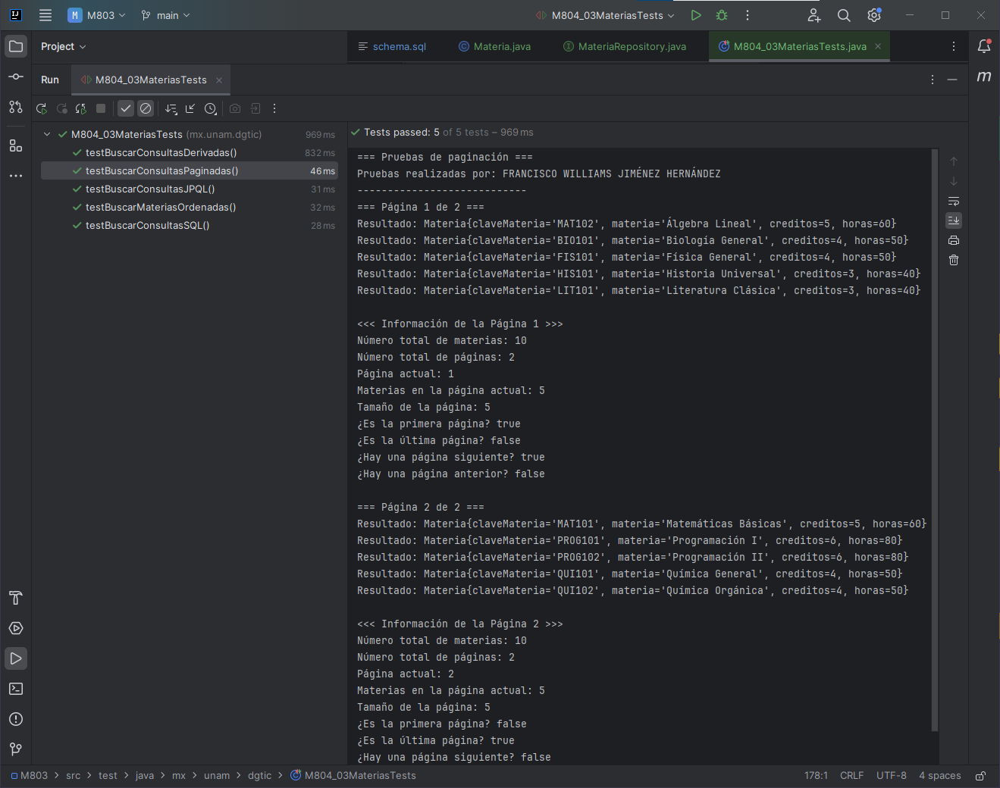 M M803 main M804_03MateriasTests
Project schema.sql Materia.java MateriaRepository.java M804_03MateriasTests.java
Run M804_03MateriasTests
M804_03MateriasTests (mx.unam.dgtic) 969 ms
testBuscarConsultasDerivadas() 832 ms
testBuscarConsultasPaginadas() 46 ms
testBuscarConsultasJPQL() 31 ms
testBuscarMateriasOrdenadas() 32 ms
testBuscarConsultasSQL() 28 ms
Tests passed: 5 of 5 tests – 969 ms
=== Pruebas de paginación ===
Pruebas realizadas por: FRANCISCO WILLIAMS JIMÉNEZ HERNÁNDEZ
----------------------------
=== Página 1 de 2 ===
Resultado: Materia{claveMateria='MAT102', materia='Álgebra Lineal', creditos=5, horas=60}
Resultado: Materia{claveMateria='BIO101', materia='Biología General', creditos=4, horas=50}
Resultado: Materia{claveMateria='FIS101', materia='Física General', creditos=4, horas=50}
Resultado: Materia{claveMateria='HIS101', materia='Historia Universal', creditos=3, horas=40}
Resultado: Materia{claveMateria='LIT101', materia='Literatura Clásica', creditos=3, horas=40}
<<< Información de la Página 1 >>>
Número total de materias: 10
Número total de páginas: 2
Página actual: 1
Materias en la página actual: 5
Tamaño de la página: 5
¿Es la primera página? true
¿Es la última página? false
¿Hay una página siguiente? true
¿Hay una página anterior? false
=== Página 2 de 2 ===
Resultado: Materia{claveMateria='MAT101', materia='Matemáticas Básicas', creditos=5, horas=60}
Resultado: Materia{claveMateria='PROG101', materia='Programación I', creditos=6, horas=80}
Resultado: Materia{claveMateria='PROG102', materia='Programación II', creditos=6, horas=80}
Resultado: Materia{claveMateria='QUI101', materia='Química General', creditos=4, horas=50}
Resultado: Materia{claveMateria='QUI102', materia='Química Orgánica', creditos=4, horas=50}
<<< Información de la Página 2 >>>
Número total de materias: 10
Número total de páginas: 2
Página actual: 2
Materias en la página actual: 5
Tamaño de la página: 5
¿Es la primera página? false
¿Es la última página? true
¿Hay una página siguiente? false
M803 > src > test > java > mx > unam > dgtic > M804_03MateriasTests 178:1 CRLF UTF-8 4 spaces